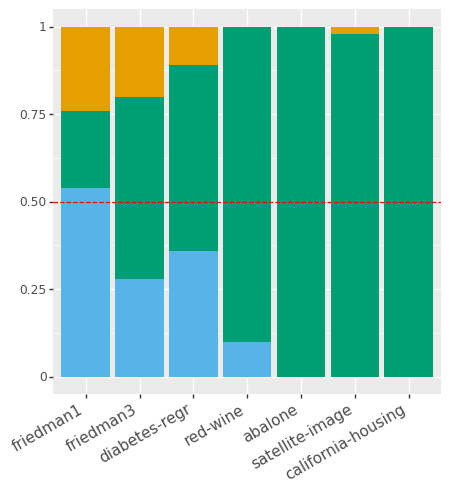 1
0.75
0.50
0.25
0
friedman1
friedman3
diabetes-regr
red-wine
abalone
satellite-image
california-housing